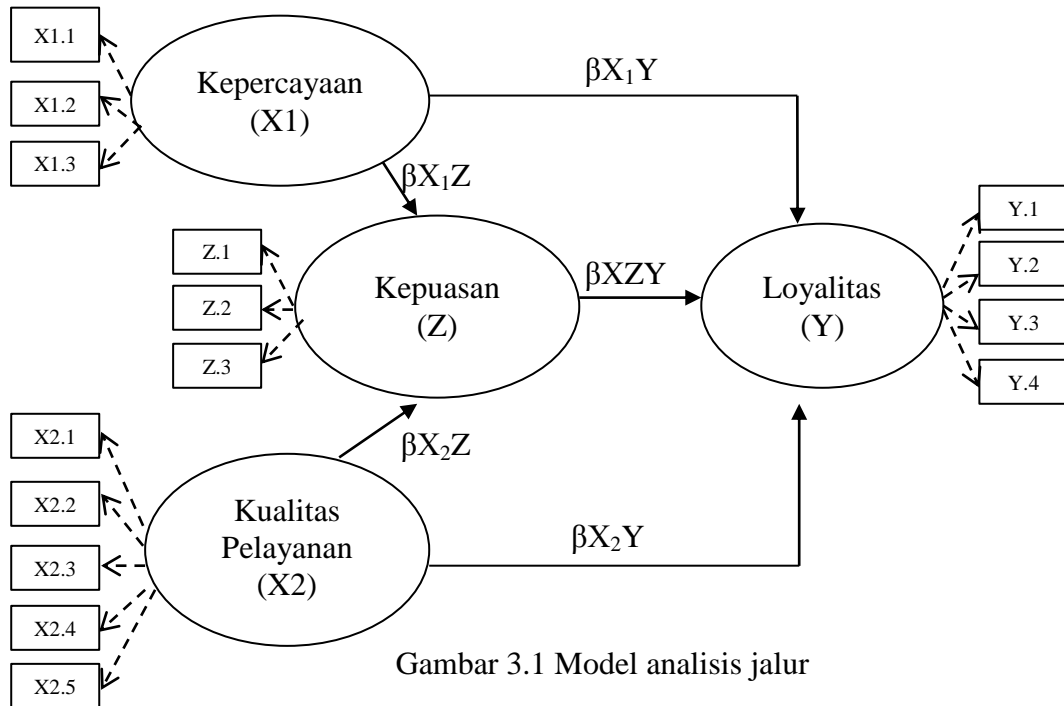 X1.1
X1.2
X1.3
Kepercayaan
(X1)
βX₁Y
βX₁Z
Z.1
Z.2
Z.3
Kepuasan
(Z)
βXZY
Loyalitas
(Y)
Y.1
Y.2
Y.3
Y.4
X2.1
X2.2
X2.3
X2.4
X2.5
βX₂Z
Kualitas
Pelayanan
(X2)
βX₂Y
Gambar 3.1 Model analisis jalur